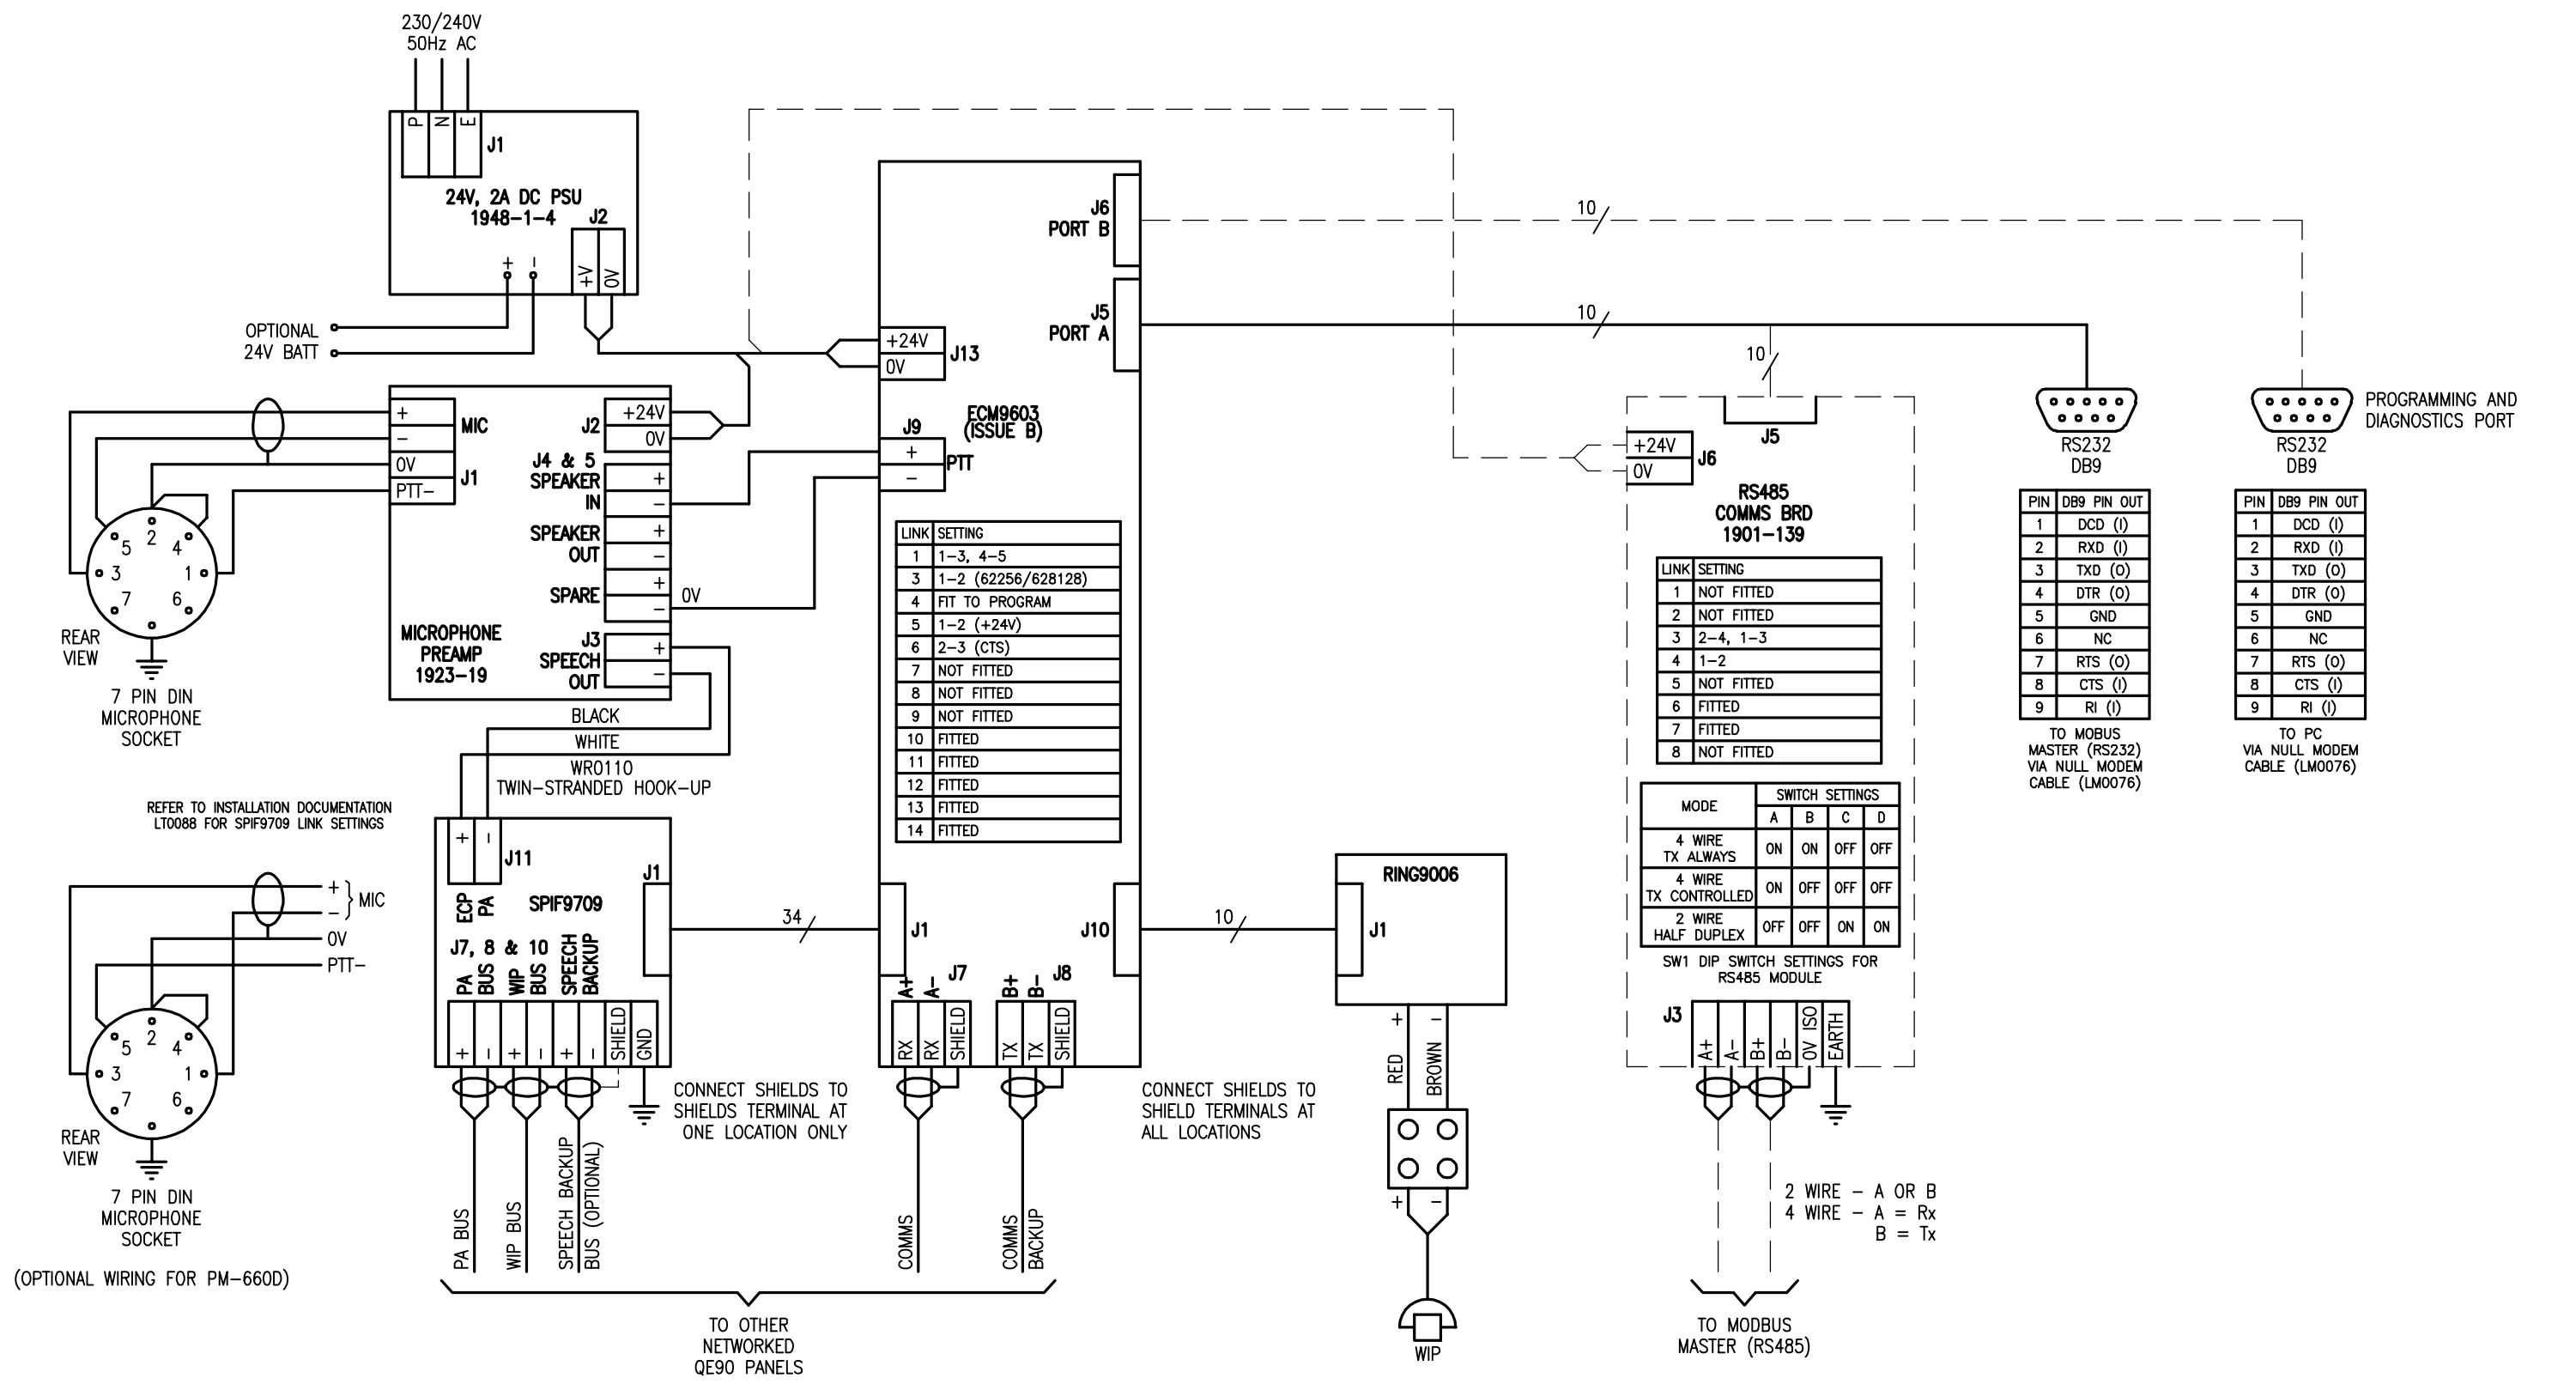 230/240V
50Hz AC
P
N
E
J1
24V, 2A DC PSU
1948-1-4
J2
+ -
+V
0V
OPTIONAL
24V BATT
+
-
0V
PTT-
MIC
J1
J2
+24V
0V
J4 & 5
SPEAKER
IN
+
-
SPEAKER
OUT
+
-
SPARE
+
-
0V
J3
SPEECH
OUT
+
-
MICROPHONE
PREAMP
1923-19
5 2 4
3 1
7 6
REAR
VIEW
7 PIN DIN
MICROPHONE
SOCKET
BLACK
WHITE
WR0110
TWIN-STRANDED HOOK-UP
REFER TO INSTALLATION DOCUMENTATION
LT0088 FOR SPIF9709 LINK SETTINGS
+
-
MIC
0V
PTT-
5 2 4
3 1
7 6
REAR
VIEW
7 PIN DIN
MICROPHONE
SOCKET
(OPTIONAL WIRING FOR PM-660D)
+ -
J11
ECP
PA
SPIF9709
J1
J7, 8 & 10
PA
BUS
WIP
BUS
SPEECH
BACKUP
+ - + - + -
SHIELD
GND
CONNECT SHIELDS TO
SHIELDS TERMINAL AT
ONE LOCATION ONLY
PA BUS
WIP BUS
SPEECH BACKUP
BUS (OPTIONAL)
34
J6
PORT B
J5
PORT A
+24V
0V
J13
ECM9603
(ISSUE B)
J9
+
-
PTT
LINK SETTING
1 1-3, 4-5
3 1-2 (62256/628128)
4 FIT TO PROGRAM
5 1-2 (+24V)
6 2-3 (CTS)
7 NOT FITTED
8 NOT FITTED
9 NOT FITTED
10 FITTED
11 FITTED
12 FITTED
13 FITTED
14 FITTED
J1
J10
J7
A+
A-
RX
RX
SHIELD
J8
B+
B-
TX
TX
SHIELD
COMMS
COMMS
BACKUP
TO OTHER
NETWORKED
QE90 PANELS
CONNECT SHIELDS TO
SHIELD TERMINALS AT
ALL LOCATIONS
10
RING9006
J1
+ -
RED
BROWN
+ -
WIP
10
10
10
J5
+24V
0V
J6
RS485
COMMS BRD
1901-139
LINK SETTING
1 NOT FITTED
2 NOT FITTED
3 2-4, 1-3
4 1-2
5 NOT FITTED
6 FITTED
7 FITTED
8 NOT FITTED
MODE SWITCH SETTINGS
A B C D
4 WIRE
TX ALWAYS ON ON OFF OFF
4 WIRE
TX CONTROLLED ON OFF OFF OFF
2 WIRE
HALF DUPLEX OFF OFF ON ON
SW1 DIP SWITCH SETTINGS FOR
RS485 MODULE
J3
A+
A-
B+
B-
0V ISO
EARTH
2 WIRE - A OR B
4 WIRE - A = Rx
B = Tx
TO MODBUS
MASTER (RS485)
RS232
DB9
PIN DB9 PIN OUT
1 DCD (I)
2 RXD (I)
3 TXD (O)
4 DTR (O)
5 GND
6 NC
7 RTS (O)
8 CTS (I)
9 RI (I)
TO MOBUS
MASTER (RS232)
VIA NULL MODEM
CABLE (LM0076)
PROGRAMMING AND
DIAGNOSTICS PORT
RS232
DB9
PIN DB9 PIN OUT
1 DCD (I)
2 RXD (I)
3 TXD (O)
4 DTR (O)
5 GND
6 NC
7 RTS (O)
8 CTS (I)
9 RI (I)
TO PC
VIA NULL MODEM
CABLE (LM0076)